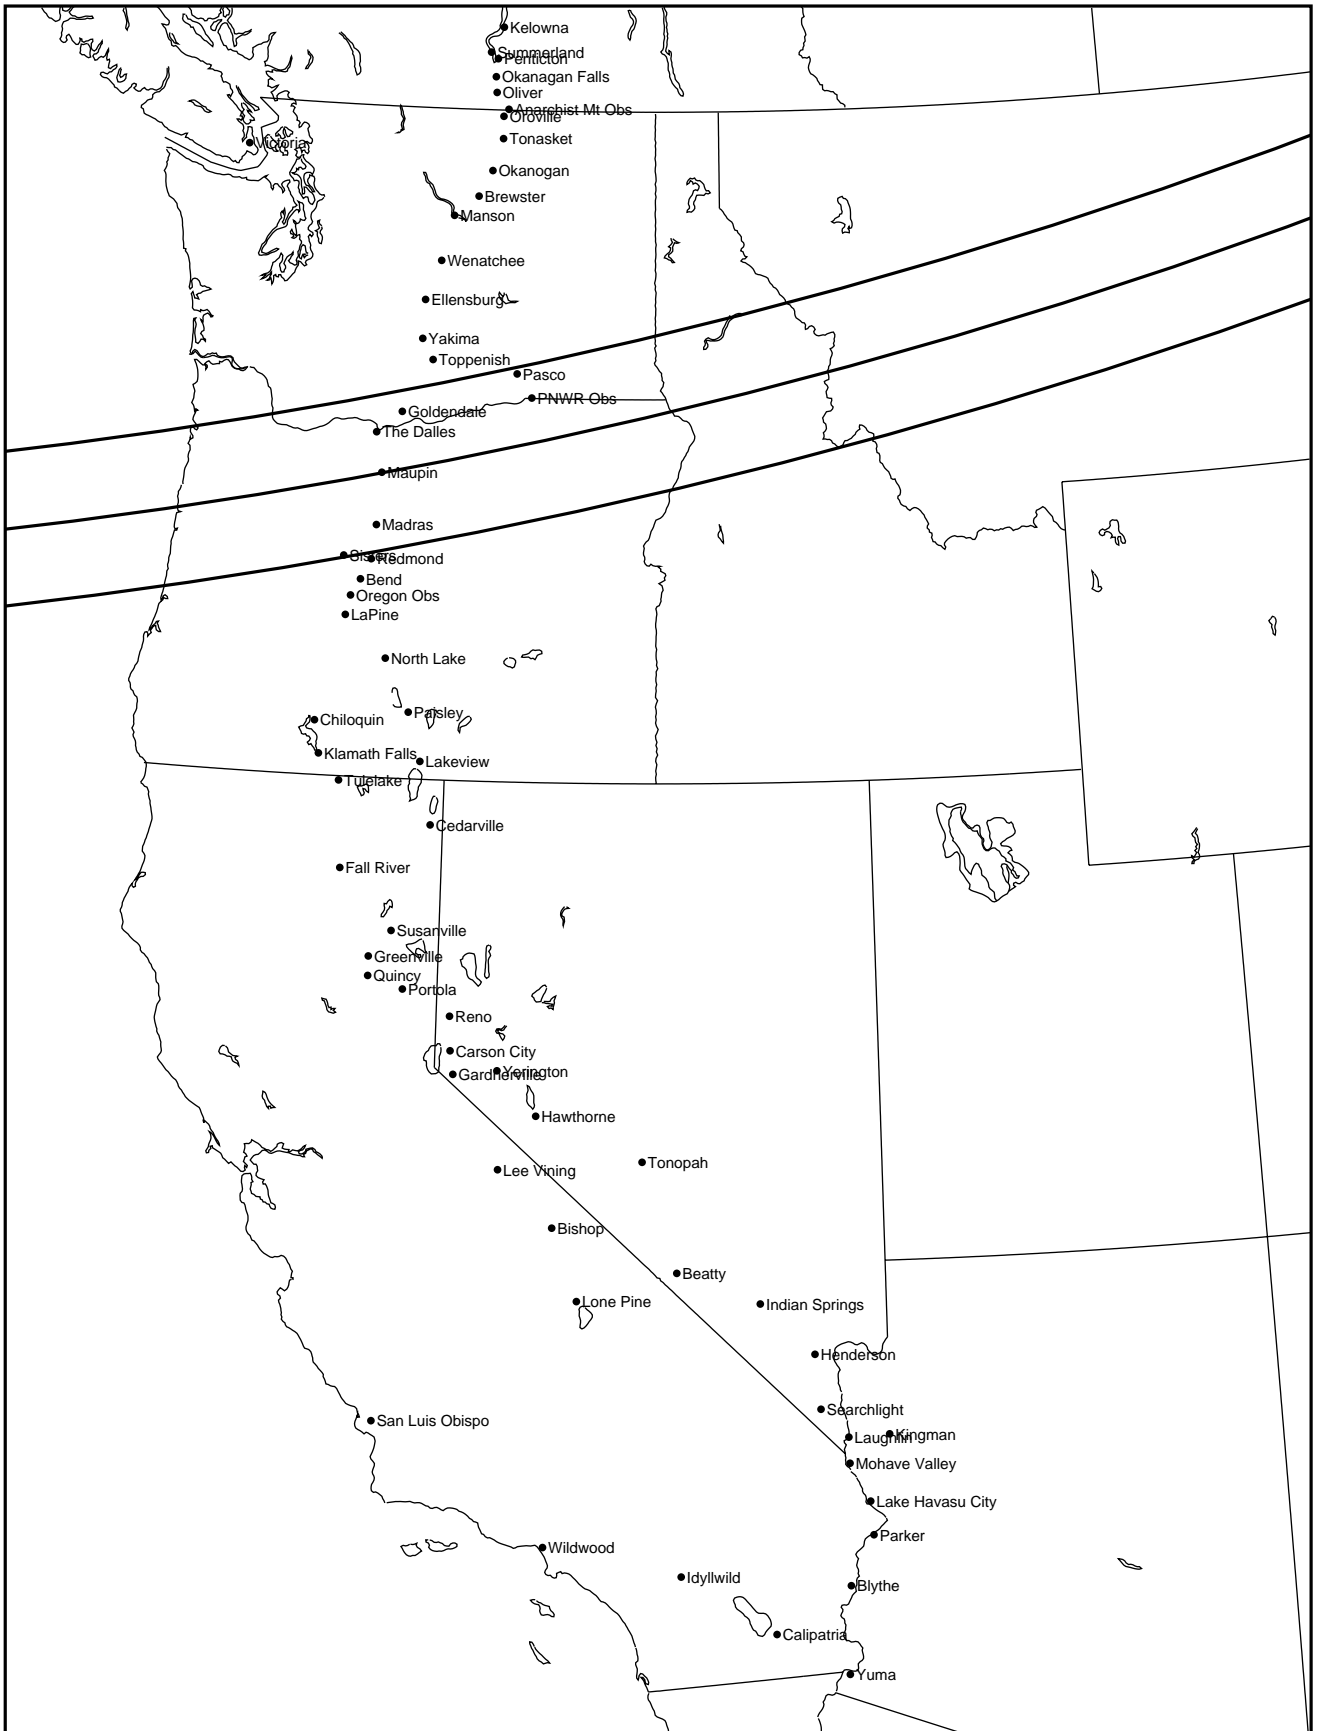 Kelowna
Summerland
Penticton
Okanagan Falls
Oliver
Anarchist Mt Obs
Oroville
Tonasket
Victoria
Okanogan
Brewster
Manson
Wenatchee
Ellensburg
Yakima
Toppenish
Pasco
PNWR Obs
Goldendale
The Dalles
Maupin
Madras
Sisters
Redmond
Bend
Oregon Obs
LaPine
North Lake
Paisley
Chiloquin
Klamath Falls
Lakeview
Tulelake
Cedarville
Fall River
Susanville
Greenville
Quincy
Portola
Reno
Carson City
Yerington
Gardnerville
Hawthorne
Tonopah
Lee Vining
Bishop
Beatty
Lone Pine
Indian Springs
Henderson
Searchlight
San Luis Obispo
Kingman
Laughlin
Mohave Valley
Lake Havasu City
Parker
Wildwood
Idyllwild
Blythe
Calipatria
Yuma